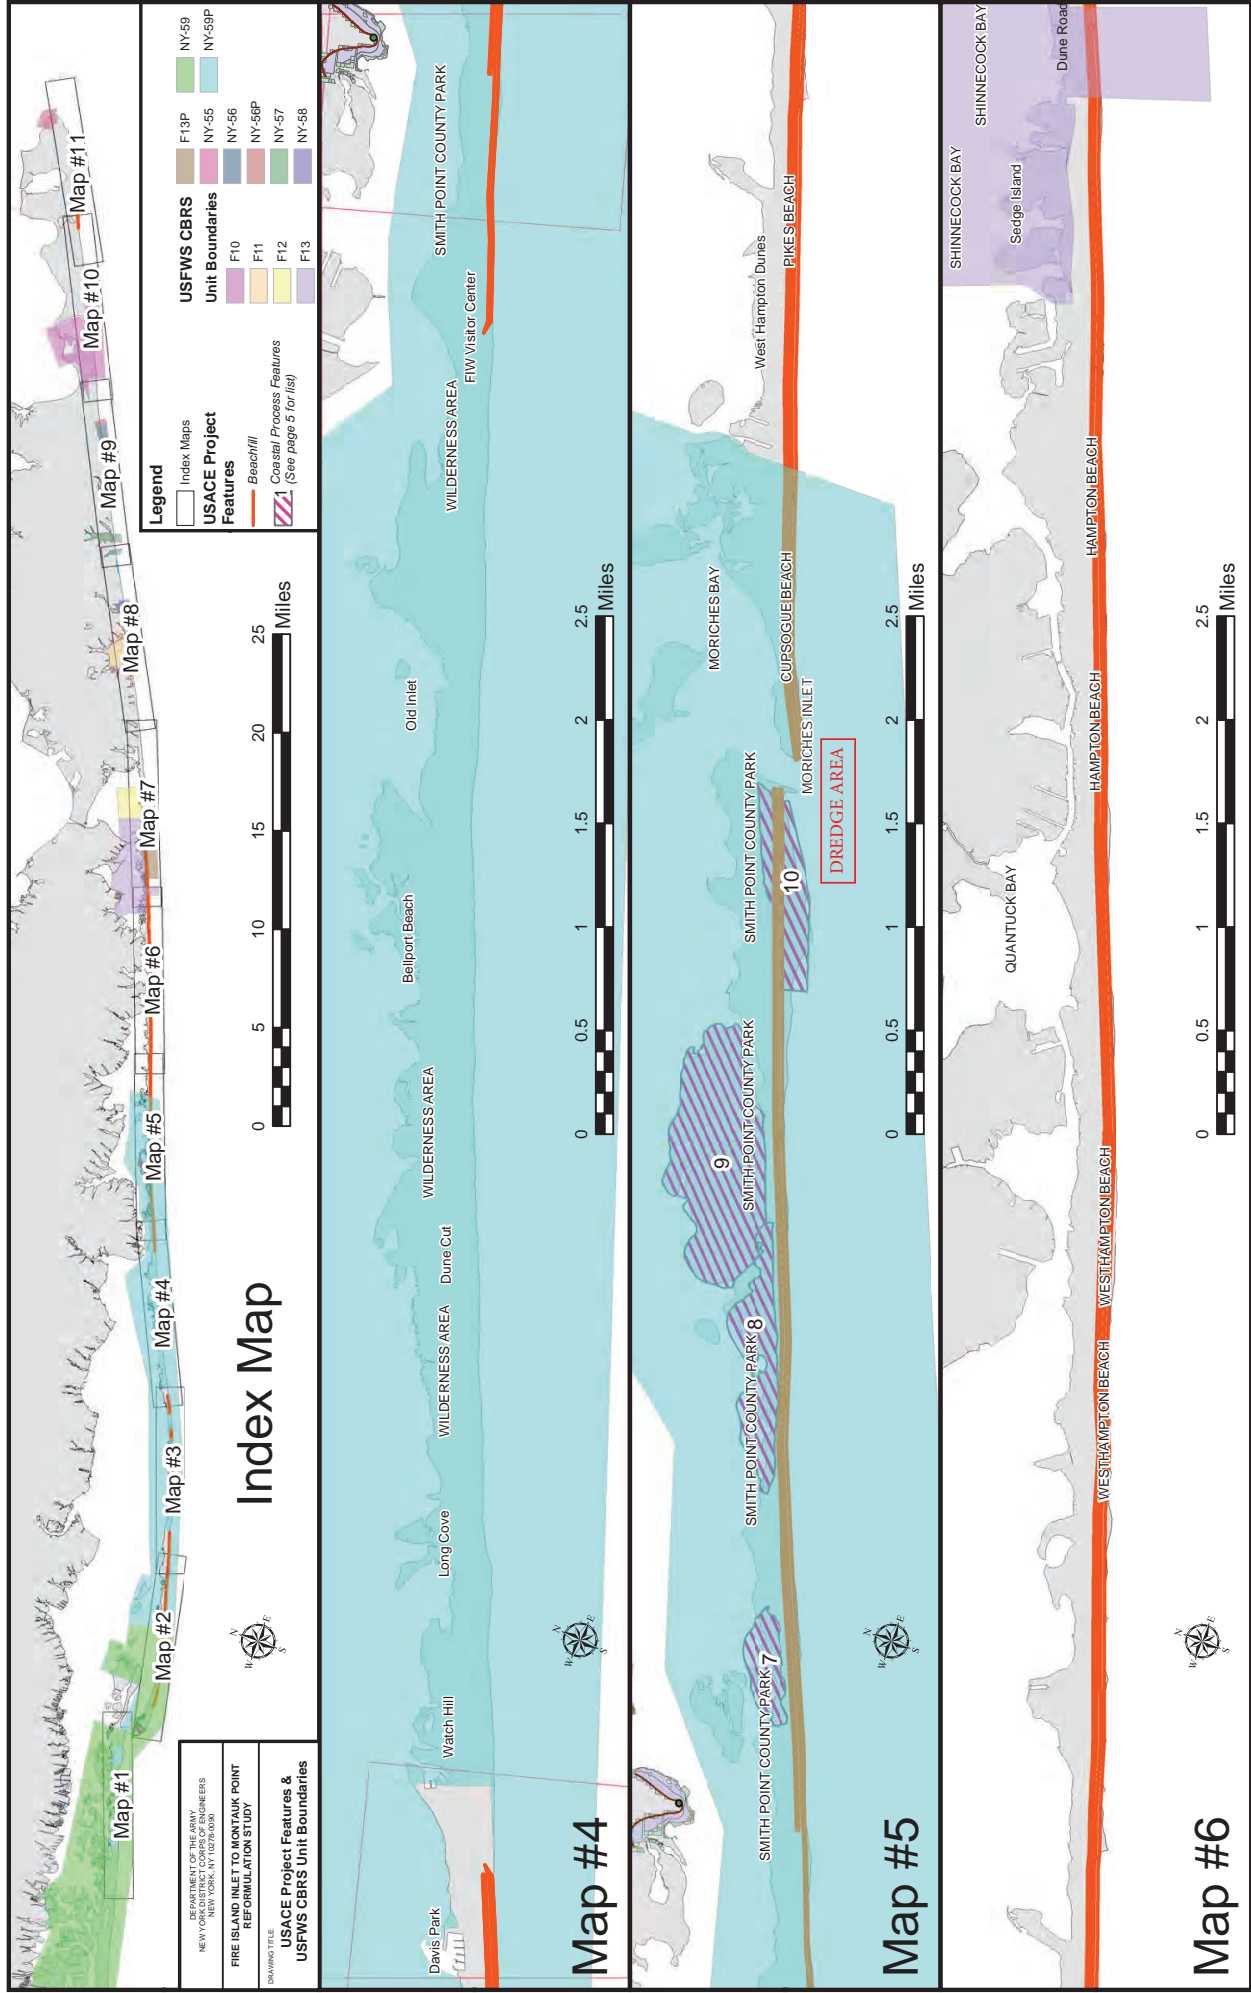 Map #1
Map #2
Map #3
Map #4
Map #5
Map #6
Map #7
Map #8
Map #9
Map #10
Map #11
DEPARTMENT OF THE ARMY
NEW YORK DISTRICT CORPS OF ENGINEERS
NEW YORK, NY 10278-0090
FIRE ISLAND INLET TO MONTAUK POINT
REFORMULATION STUDY
DRAWING TITLE:
USACE Project Features &
USFWS CBRS Unit Boundaries
Index Map
N
E
S
W
0
5
10
15
20
25
Miles
Legend
Index Maps
USACE Project
Features
Beachfill
1
Coastal Process Features
(See page 5 for list)
USFWS CBRS
Unit Boundaries
F10
F11
F12
F13
F13P
NY-55
NY-56
NY-56P
NY-57
NY-58
NY-59
NY-59P
Davis Park
Watch Hill
Long Cove
WILDERNESS AREA
Dune Cut
WILDERNESS AREA
Bellport Beach
Old Inlet
WILDERNESS AREA
FIW Visitor Center
SMITH POINT COUNTY PARK
Map #4
N
E
S
W
0
0.5
1
1.5
2
2.5
Miles
SMITH POINT COUNTY PARK
7
SMITH POINT COUNTY PARK
8
9
SMITH POINT COUNTY PARK
SMITH POINT COUNTY PARK
10
MORICHES INLET
DREDGE AREA
MORICHES BAY
CUPSOGUE BEACH
West Hampton Dunes
PIKES BEACH
Map #5
N
E
S
W
0
0.5
1
1.5
2
2.5
Miles
WESTHAMPTON BEACH
WESTHAMPTON BEACH
QUANTUCK BAY
HAMPTON BEACH
HAMPTON BEACH
SHINNECOCK BAY
Sedge Island
SHINNECOCK BAY
Dune Road
Map #6
N
E
S
W
0
0.5
1
1.5
2
2.5
Miles